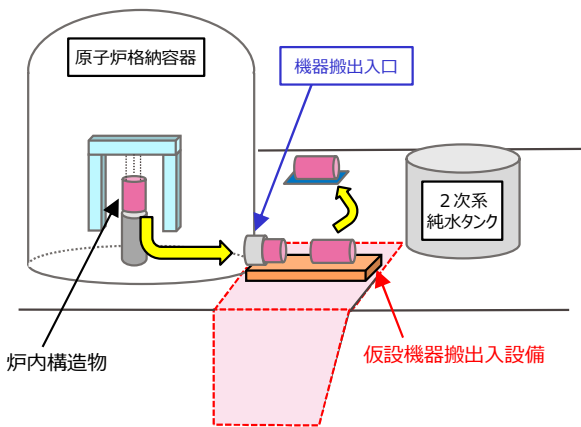 原子炉格納容器
機器搬出入口
２次系
純水タンク
炉内構造物
仮設機器搬出入設備